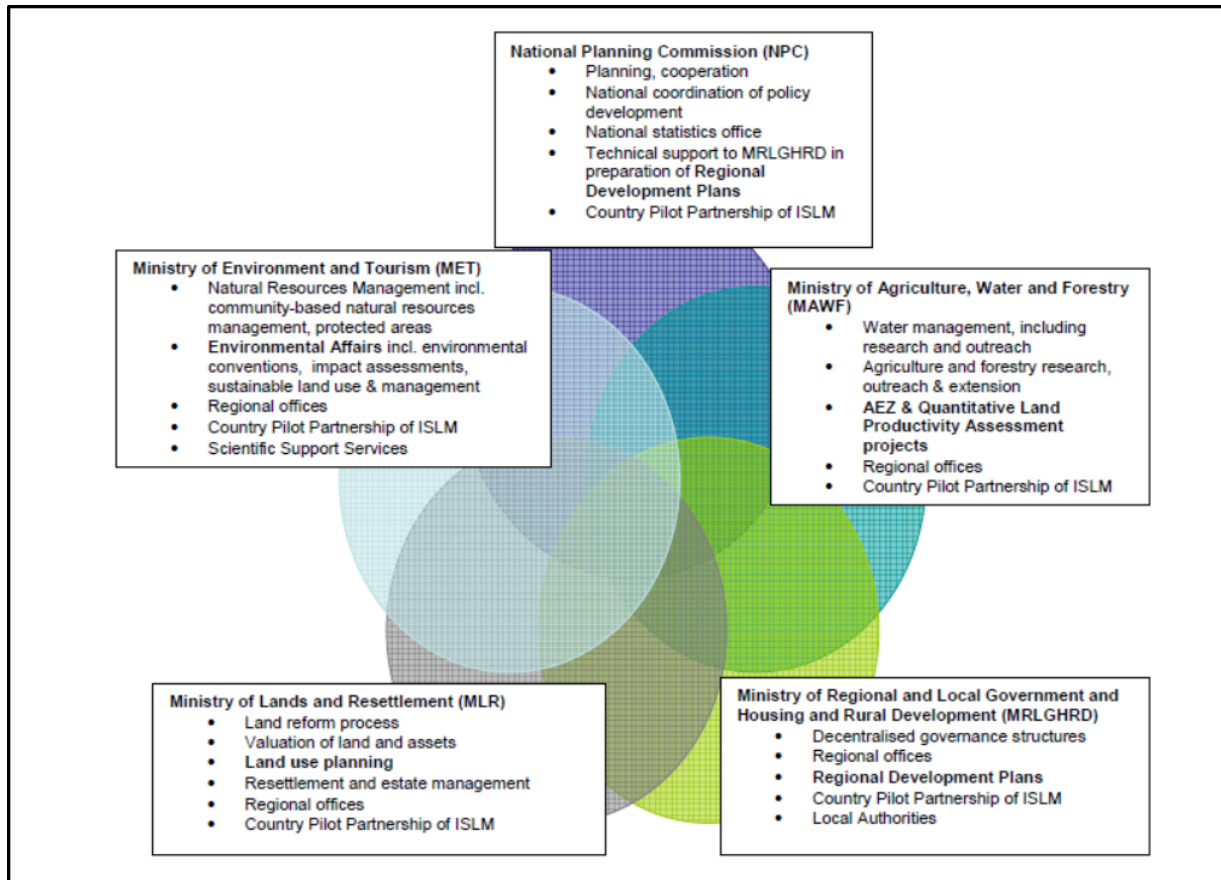 National Planning Commission (NPC)
• Planning, cooperation
• National coordination of policy
development
• National statistics office
• Technical support to MRLGHRD in
preparation of Regional
Development Plans
• Country Pilot Partnership of ISLM
Ministry of Environment and Tourism (MET)
• Natural Resources Management incl.
community-based natural resources
management, protected areas
• Environmental Affairs incl. environmental
conventions, impact assessments,
sustainable land use & management
• Regional offices
• Country Pilot Partnership of ISLM
• Scientific Support Services
Ministry of Agriculture, Water and Forestry
(MAWF)
• Water management, including
research and outreach
• Agriculture and forestry research,
outreach & extension
• AEZ & Quantitative Land
Productivity Assessment
projects
• Regional offices
• Country Pilot Partnership of ISLM
Ministry of Lands and Resettlement (MLR)
• Land reform process
• Valuation of land and assets
• Land use planning
• Resettlement and estate management
• Regional offices
• Country Pilot Partnership of ISLM
Ministry of Regional and Local Government and
Housing and Rural Development (MRLGHRD)
• Decentralised governance structures
• Regional offices
• Regional Development Plans
• Country Pilot Partnership of ISLM
• Local Authorities